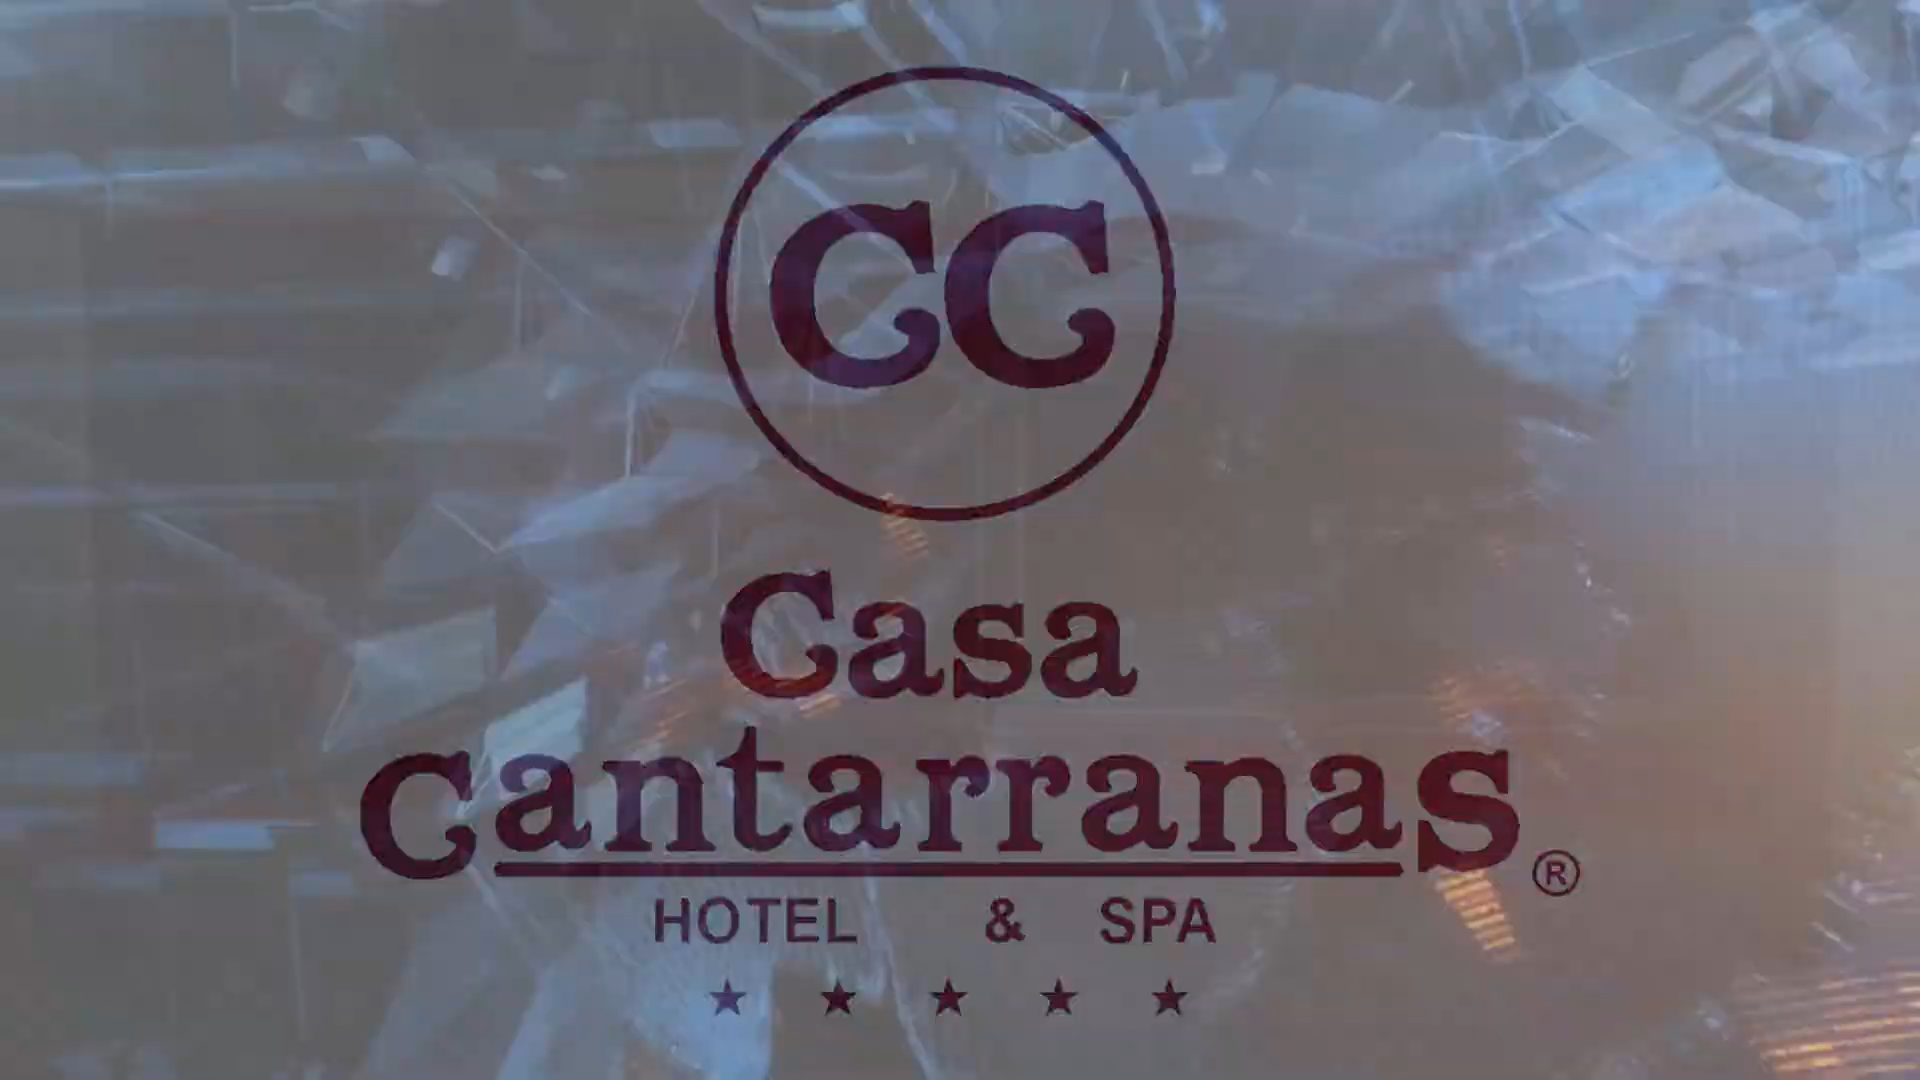 CC
Casa
Cantarranas®
HOTEL & SPA
★ ★ ★ ★ ★